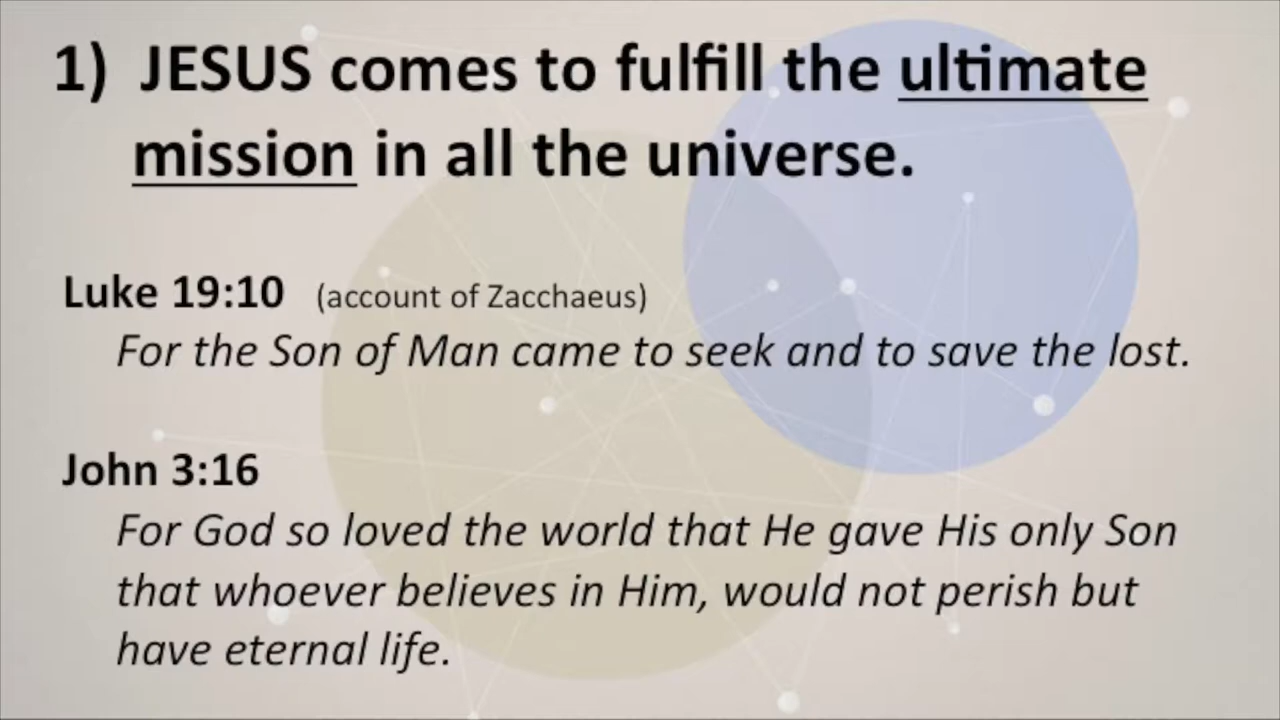 1) JESUS comes to fulfill the ultimate
mission in all the universe.
Luke 19:10 (account of Zacchaeus)
For the Son of Man came to seek and to save the lost.
John 3:16
For God so loved the world that He gave His only Son
that whoever believes in Him, would not perish but
have eternal life.